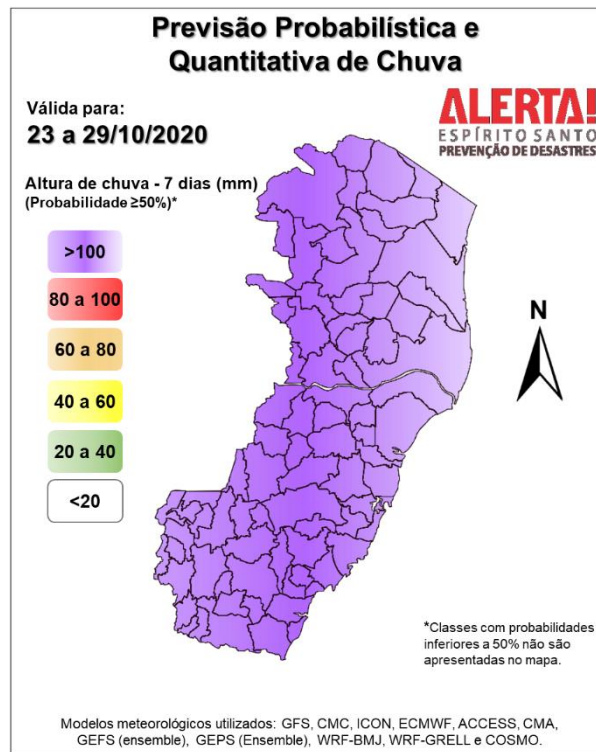 Previsão Probabilística e
Quantitativa de Chuva
Válida para:
23 a 29/10/2020
ALERTA!
ESPÍRITO SANTO
PREVENÇÃO DE DESASTRES
Altura de chuva - 7 dias (mm)
(Probabilidade ≥50%)*
>100
80 a 100
60 a 80
40 a 60
20 a 40
<20
N
*Classes com probabilidades
inferiores a 50% não são
apresentadas no mapa.
Modelos meteorológicos utilizados: GFS, CMC, ICON, ECMWF, ACCESS, CMA,
GEFS (ensemble), GEPS (Ensemble), WRF-BMJ, WRF-GRELL e COSMO.